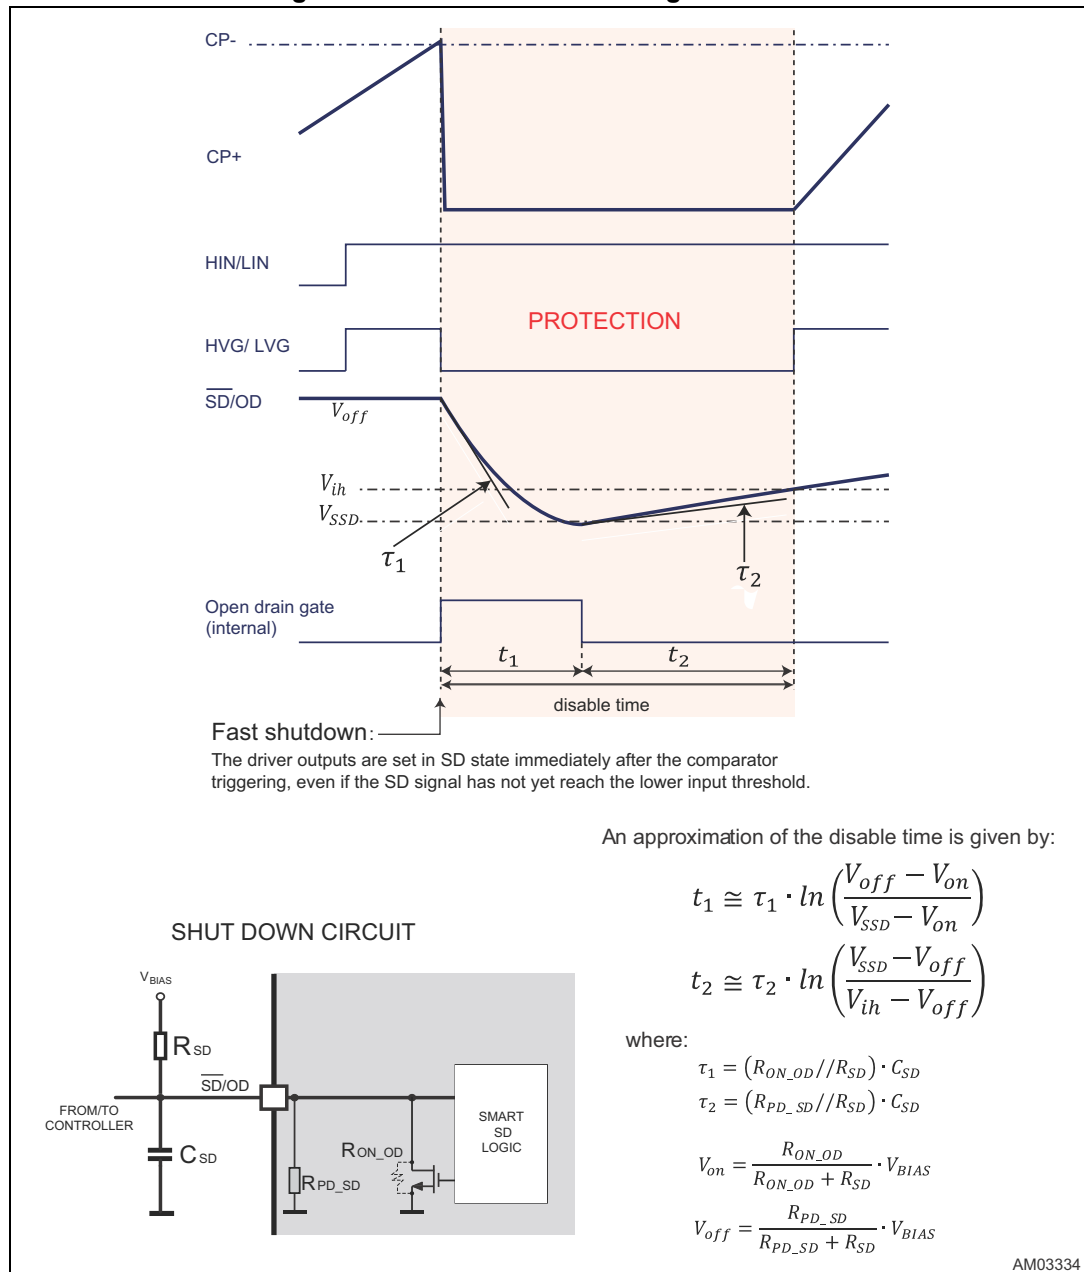 CP-
CP+
HIN/LIN
PROTECTION
HVG/ LVG
SD/OD
V_off
V_ih
V_SSD
τ_1
τ_2
Open drain gate
(internal)
t_1
t_2
disable time
Fast shutdown:
The driver outputs are set in SD state immediately after the comparator
triggering, even if the SD signal has not yet reach the lower input threshold.
An approximation of the disable time is given by:
t_1 ≅ τ_1 · ln ((V_off − V_on) / (V_SSD − V_on))
t_2 ≅ τ_2 · ln ((V_SSD − V_off) / (V_ih − V_off))
where:
τ_1 = (R_ON_OD//R_SD) · C_SD
τ_2 = (R_PD_SD//R_SD) · C_SD
V_on = R_ON_OD / (R_ON_OD + R_SD) · V_BIAS
V_off = R_PD_SD / (R_PD_SD + R_SD) · V_BIAS
SHUT DOWN CIRCUIT
V_BIAS
R_SD
SD/OD
FROM/TO
CONTROLLER
C_SD
R_PD_SD
R_ON_OD
SMART
SD
LOGIC
AM03334